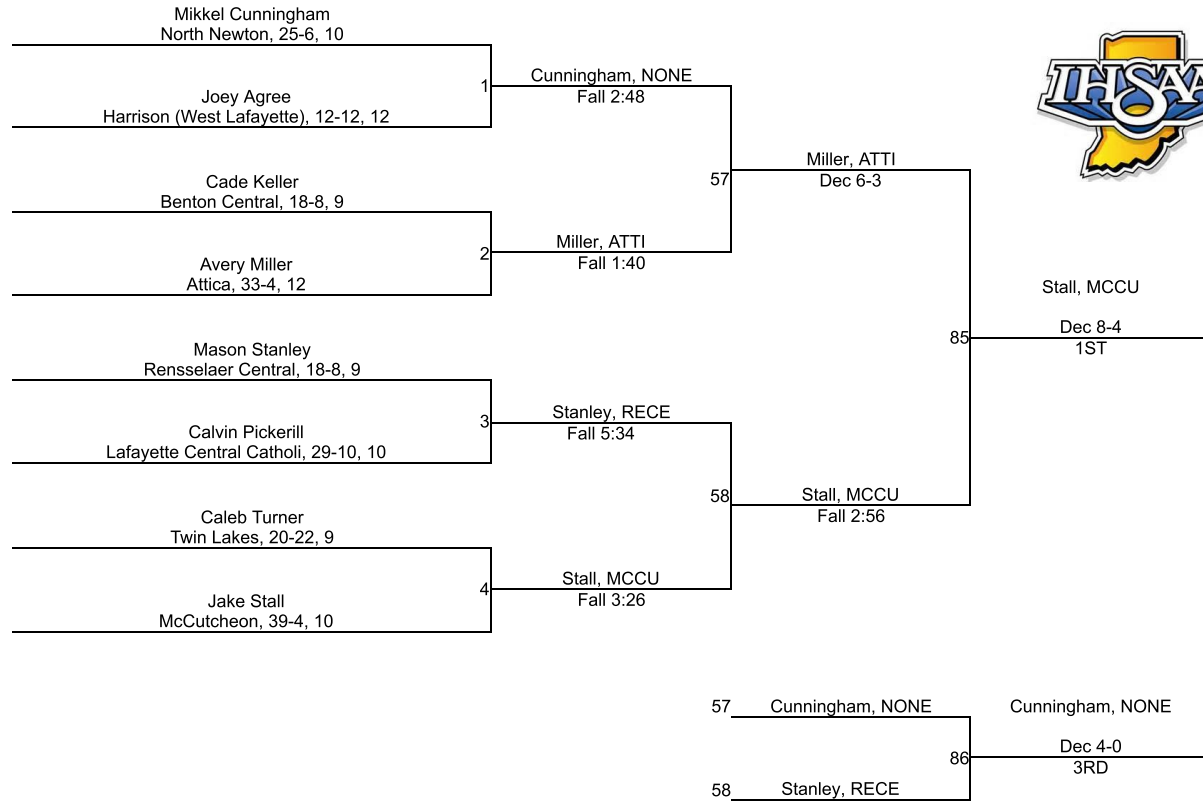 Mikkel Cunningham
North Newton, 25-6, 10
1
Joey Agree
Harrison (West Lafayette), 12-12, 12
Cunningham, NONE
Fall 2:48
57
Cade Keller
Benton Central, 18-8, 9
2
Avery Miller
Attica, 33-4, 12
Miller, ATTI
Fall 1:40
Miller, ATTI
Dec 6-3
IHSAA
85
Mason Stanley
Rensselaer Central, 18-8, 9
3
Calvin Pickerill
Lafayette Central Catholi, 29-10, 10
Stanley, RECE
Fall 5:34
58
Caleb Turner
Twin Lakes, 20-22, 9
4
Jake Stall
McCutcheon, 39-4, 10
Stall, MCCU
Fall 3:26
Stall, MCCU
Fall 2:56
Stall, MCCU
Dec 8-4
1ST
57
Cunningham, NONE
86
58
Stanley, RECE
Cunningham, NONE
Dec 4-0
3RD